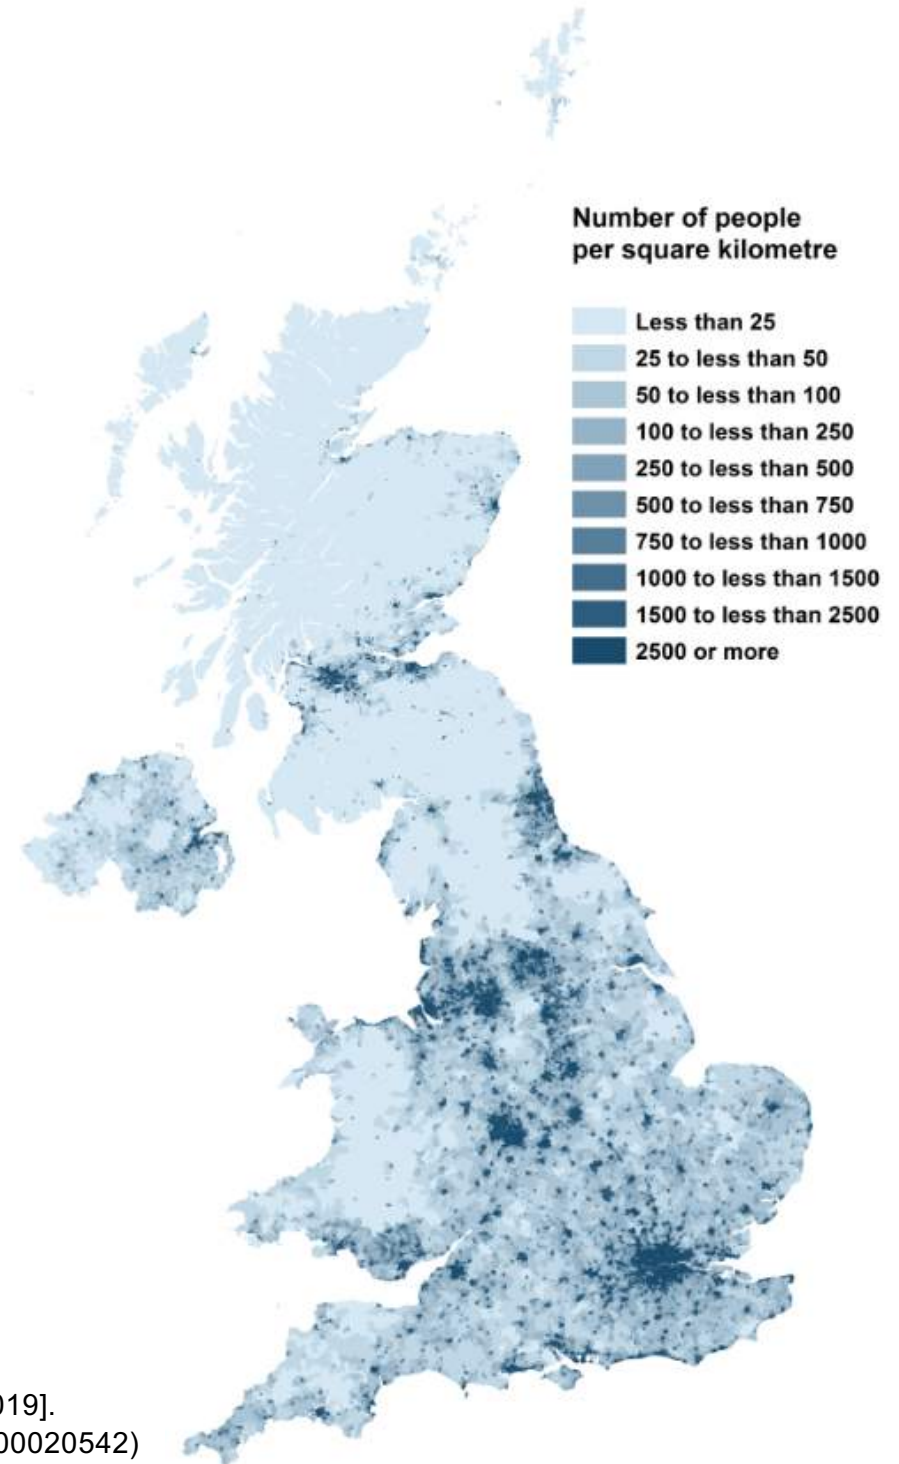 Number of people
per square kilometre
Less than 25
25 to less than 50
50 to less than 100
100 to less than 250
250 to less than 500
500 to less than 750
750 to less than 1000
1000 to less than 1500
1500 to less than 2500
2500 or more
019].
00020542)